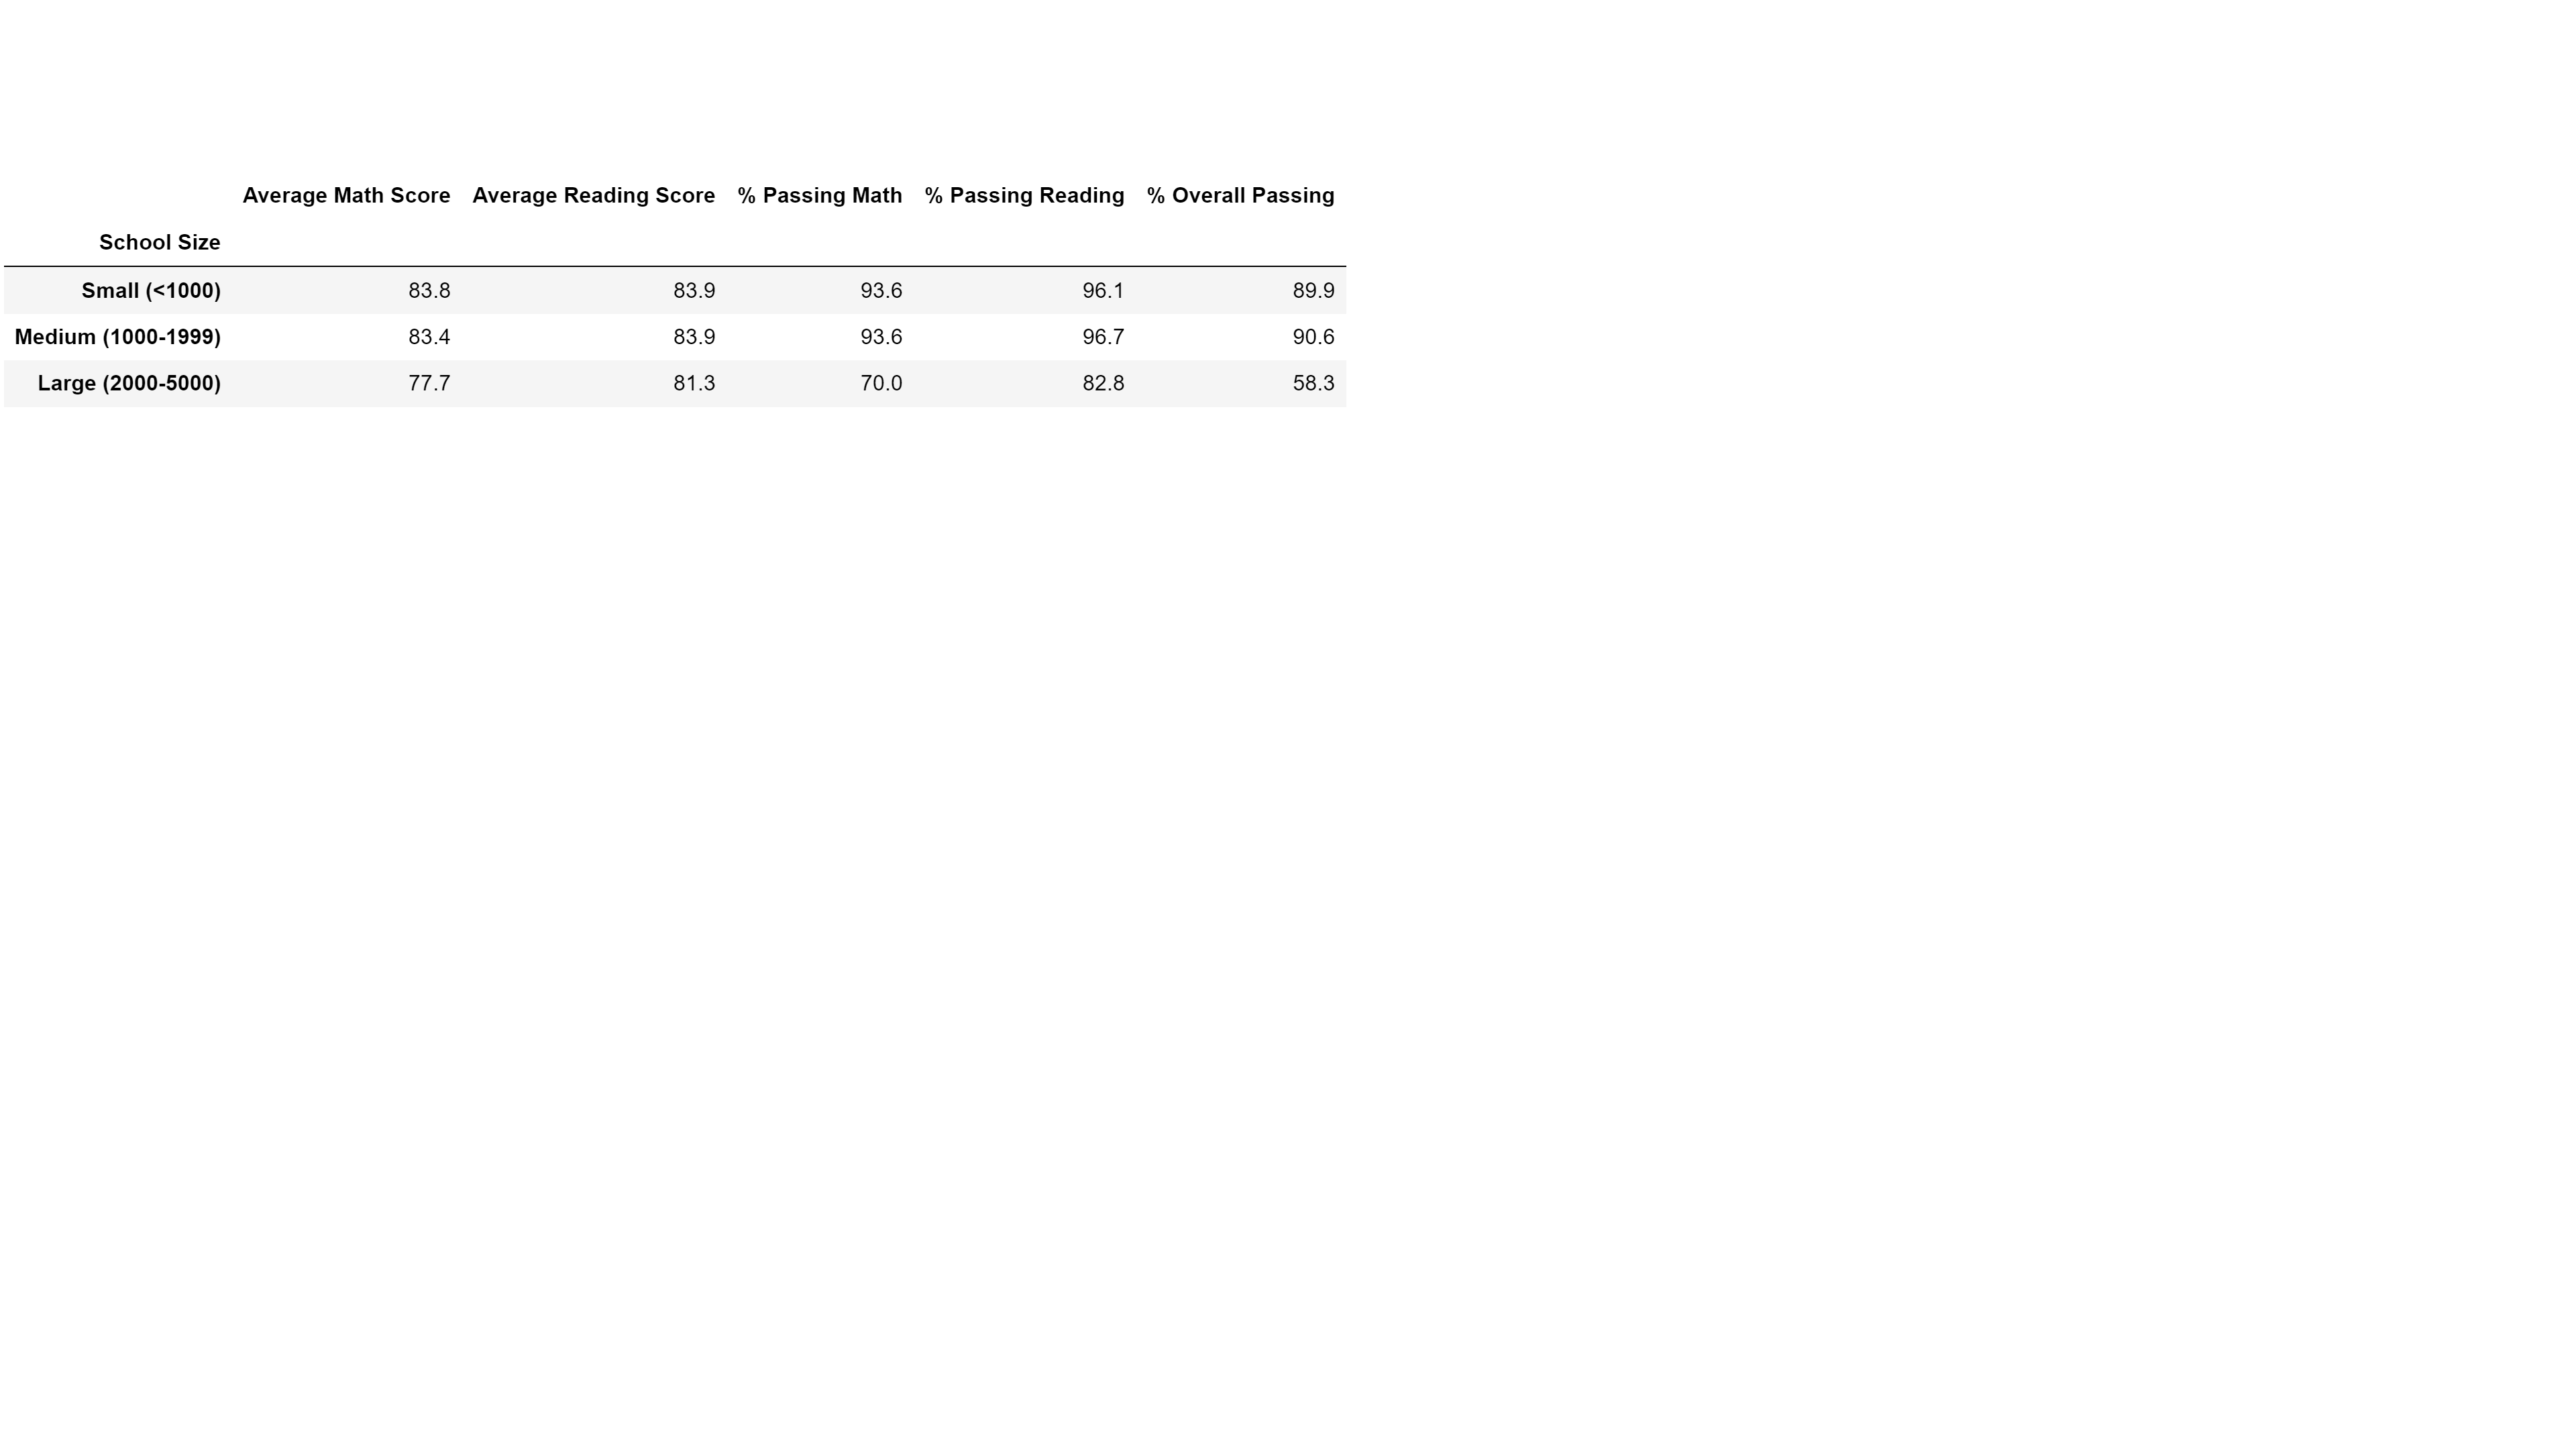 Average Math Score Average Reading Score % Passing Math % Passing Reading % Overall Passing
School Size
Small (<1000) 83.8 83.9 93.6 96.1 89.9
Medium (1000-1999) 83.4 83.9 93.6 96.7 90.6
Large (2000-5000) 77.7 81.3 70.0 82.8 58.3